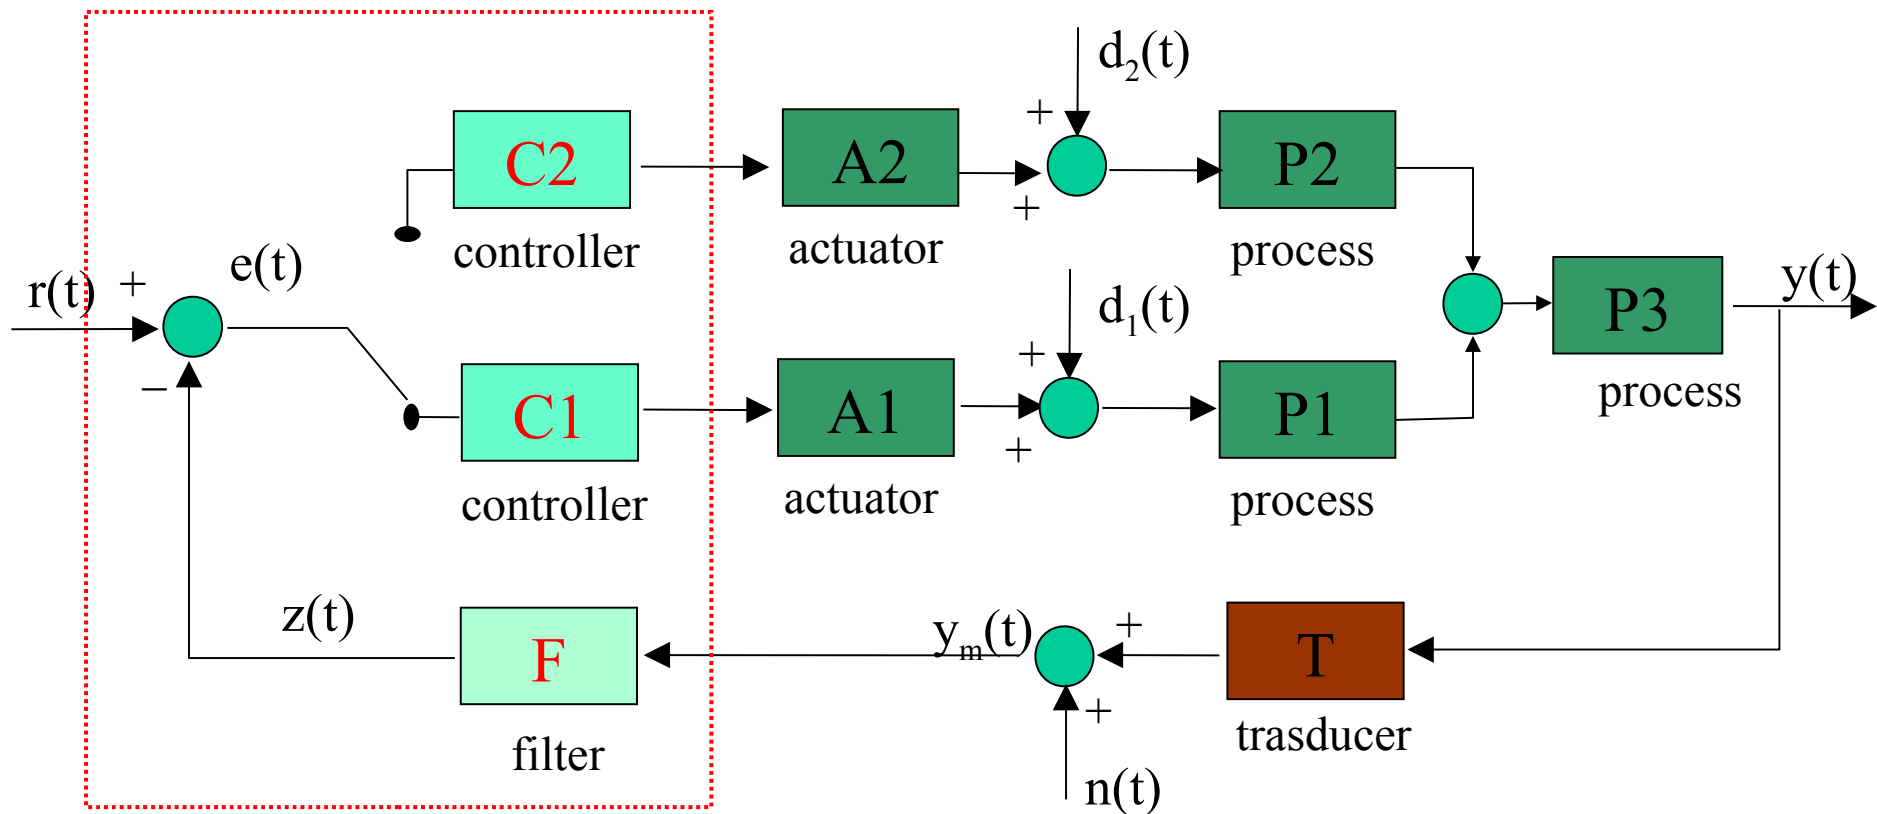 d₂(t)
+
C2
A2
+
P2
controller
actuator
process
r(t)
+
e(t)
y(t)
P3
d₁(t)
+
−
C1
A1
+
P1
process
controller
actuator
process
z(t)
F
yₘ(t)
+
T
+
filter
trasducer
n(t)